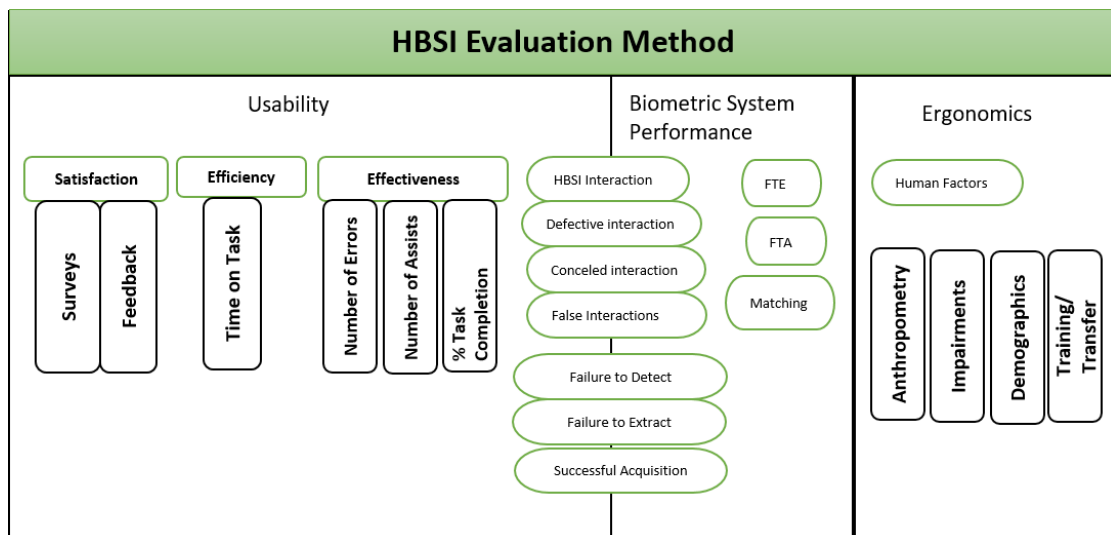 HBSI Evaluation Method
Usability
Biometric System
Performance
Ergonomics
Satisfaction
Surveys
Feedback
Efficiency
Time on Task
Effectiveness
Number of Errors
Number of Assists
% Task
Completion
HBSI Interaction
Defective interaction
Conceled interaction
False Interactions
Failure to Detect
Failure to Extract
Successful Acquisition
FTE
FTA
Matching
Human Factors
Anthropometry
Impairments
Demographics
Training/
Transfer